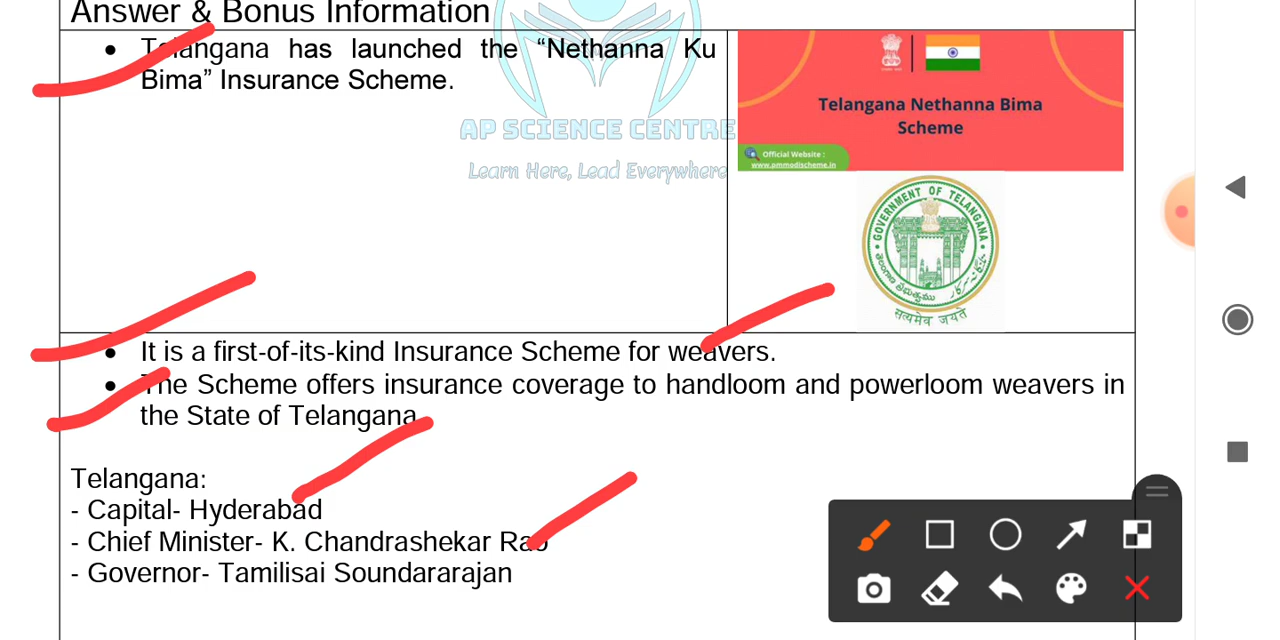 Answer & Bonus Information
Telangana has launched the “Nethanna Ku
Bima” Insurance Scheme.
AP SCIENCE CENTRE
Learn Here, Lead Everywhere
Telangana Nethanna Bima
Scheme
Official Website :
www.pmmodischeme.in
GOVERNMENT OF TELANGANA
తెలంగాణ ప్రభుత్వము
सत्यमेव जयते
It is a first-of-its-kind Insurance Scheme for weavers.
The Scheme offers insurance coverage to handloom and powerloom weavers in
the State of Telangana
Telangana:
- Capital- Hyderabad
- Chief Minister- K. Chandrashekar Rao
- Governor- Tamilisai Soundararajan